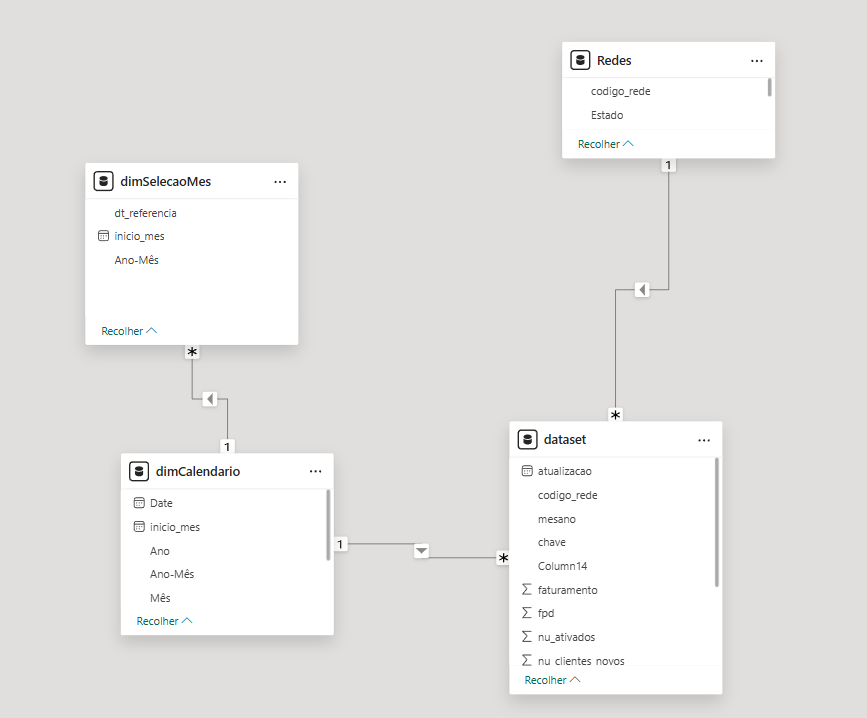 Redes
codigo_rede
Estado
Recolher
1
dimSelecaoMes
dt_referencia
inicio_mes
Ano-Mês
Recolher
*
1
*
dimCalendario
Date
inicio_mes
Ano
Ano-Mês
Mês
Recolher
1
*
dataset
atualizacao
codigo_rede
mesano
chave
Column14
∑ faturamento
∑ fpd
∑ nu_ativados
∑ nu_clientes_novos
Recolher